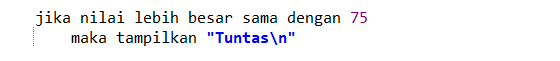 jika nilai lebih besar sama dengan 75
maka tampilkan "Tuntas\n"